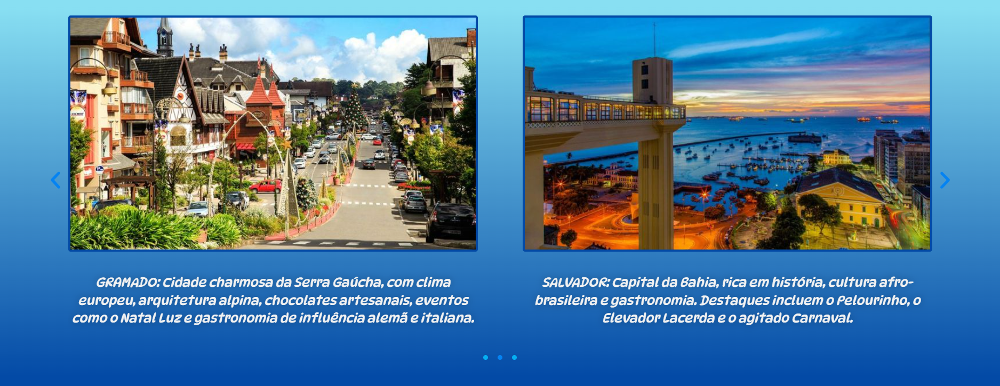 GRAMADO: Cidade charmosa da Serra Gaúcha, com clima
europeu, arquitetura alpina, chocolates artesanais, eventos
como o Natal Luz e gastronomia de influência alemã e italiana.
SALVADOR: Capital da Bahia, rica em história, cultura afro-
brasileira e gastronomia. Destaques incluem o Pelourinho, o
Elevador Lacerda e o agitado Carnaval.